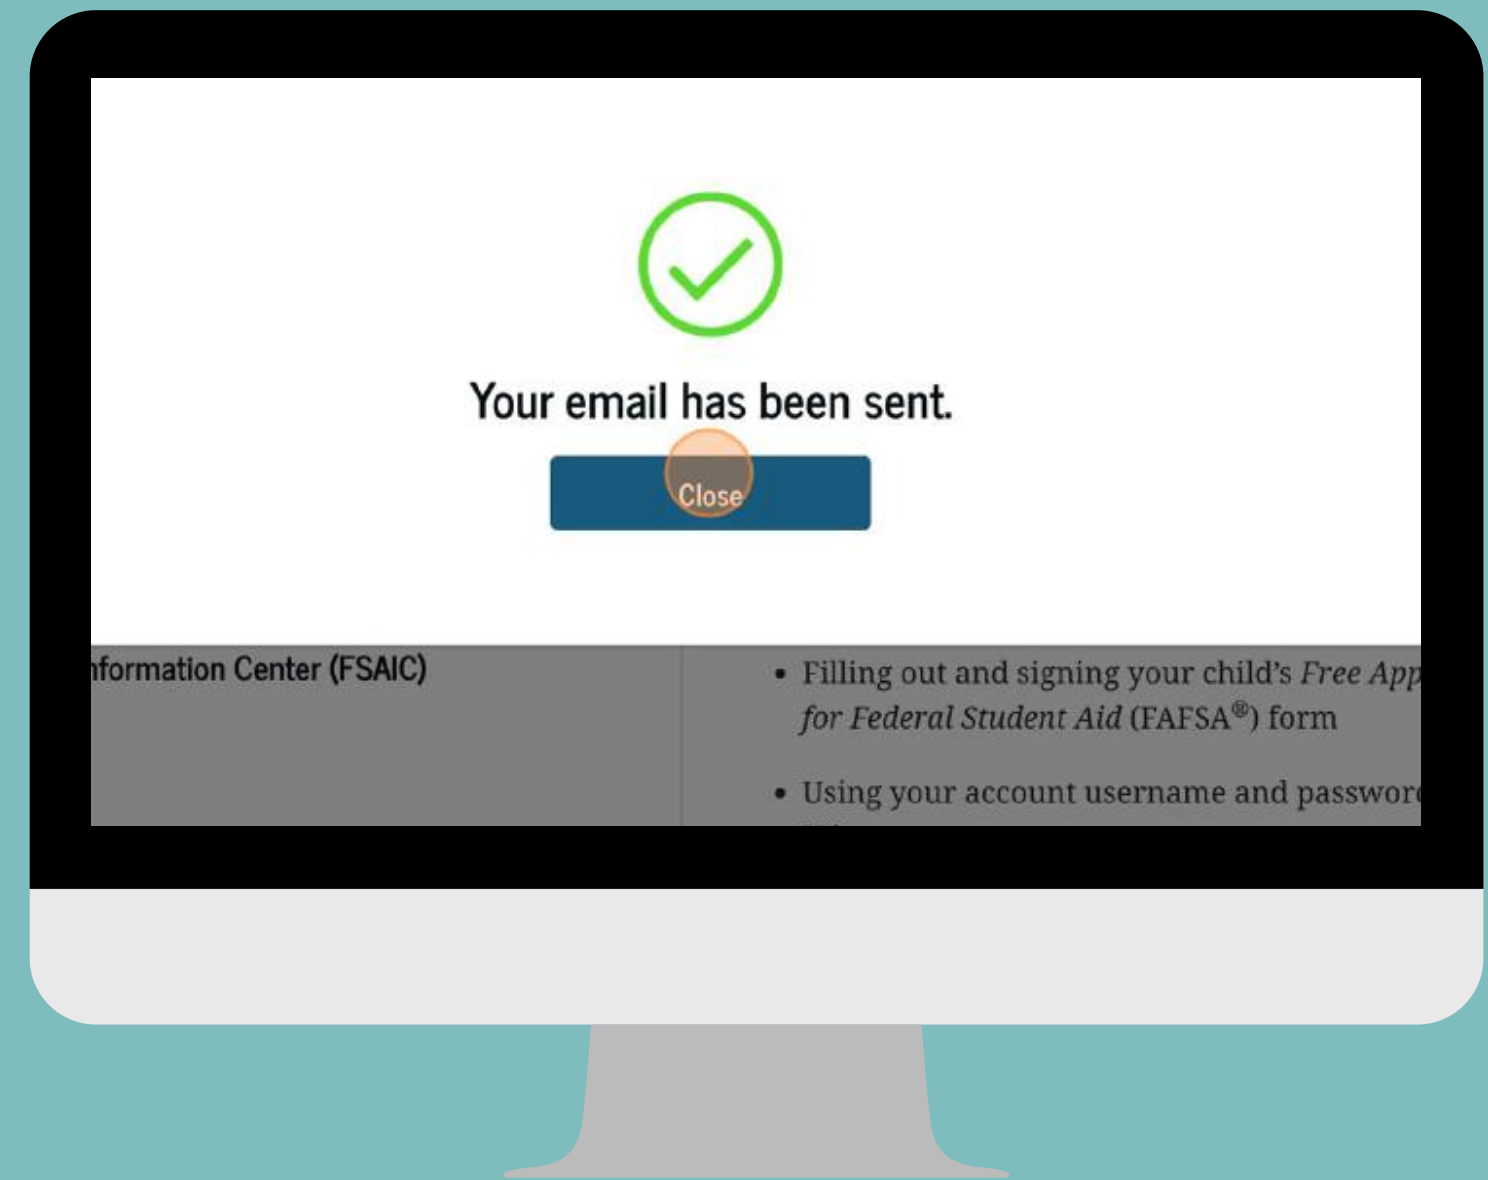 Your email has been sent.
Close
nformation Center (FSAIC)
• Filling out and signing your child's Free App
for Federal Student Aid (FAFSA®) form
• Using your account username and password